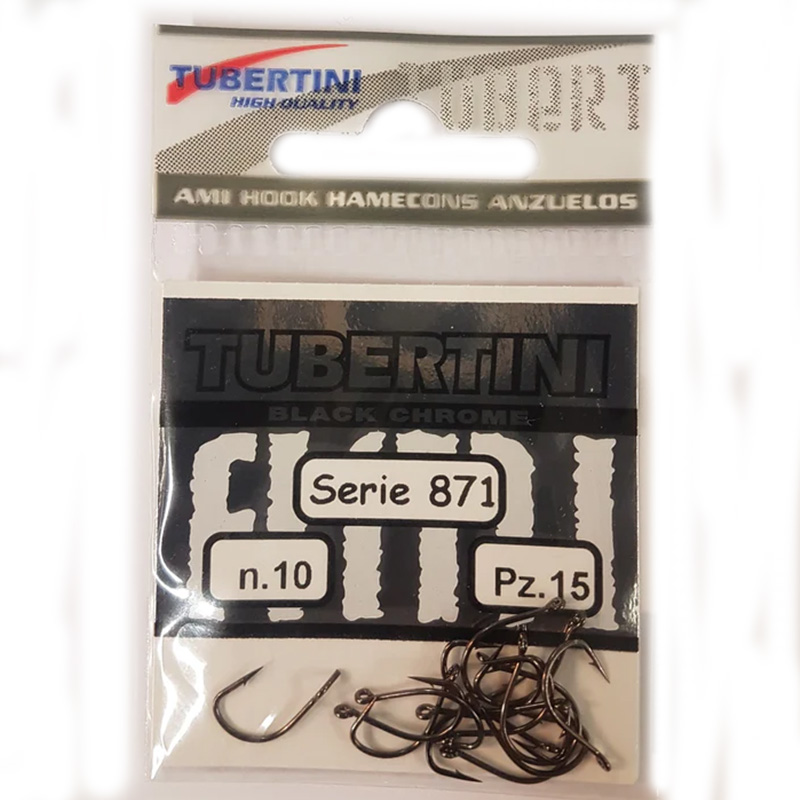 TUBERTINI
HIGH QUALITY
AMI HOOK HAMECONS ANZUELOS
TUBERTINI
BLACK CHROME
Serie 871
n.10
Pz.15